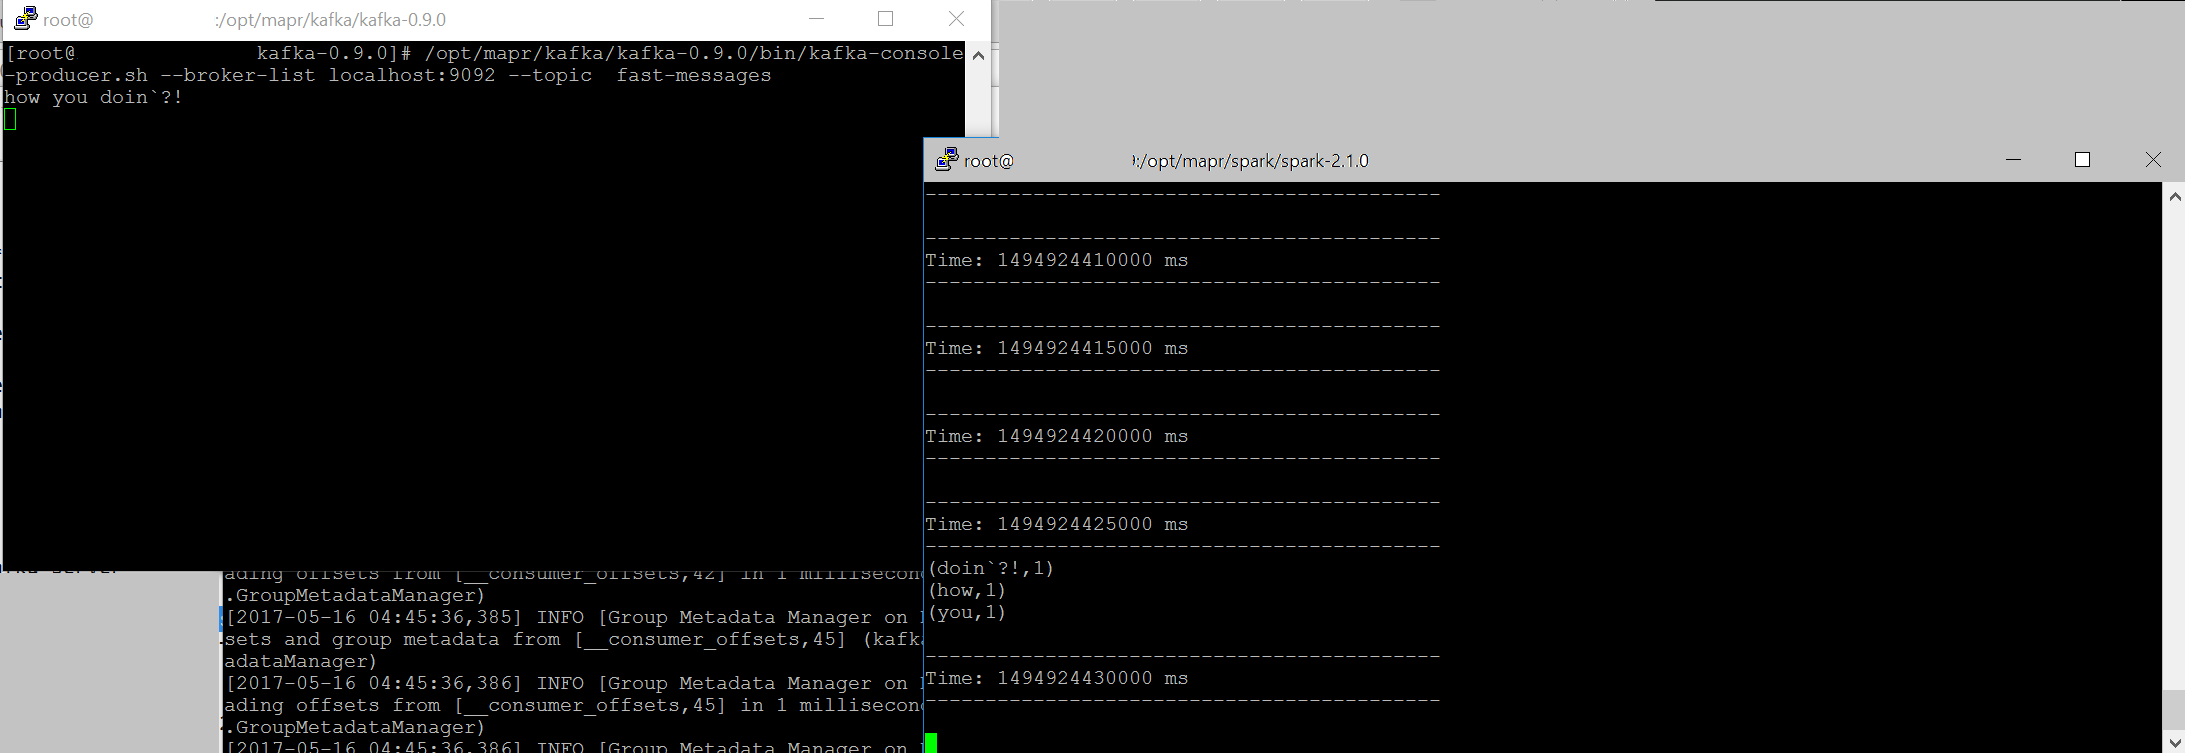 root@ :/opt/mapr/kafka/kafka-0.9.0
[root@ kafka-0.9.0]# /opt/mapr/kafka/kafka-0.9.0/bin/kafka-console
-producer.sh --broker-list localhost:9092 --topic  fast-messages
how you doin`?!
root@ :/opt/mapr/spark/spark-2.1.0
-------------------------------------------
-------------------------------------------
Time: 1494924410000 ms
-------------------------------------------
-------------------------------------------
Time: 1494924415000 ms
-------------------------------------------
-------------------------------------------
Time: 1494924420000 ms
-------------------------------------------
-------------------------------------------
Time: 1494924425000 ms
-------------------------------------------
(doin`?!,1)
(how,1)
(you,1)
-------------------------------------------
Time: 1494924430000 ms
-------------------------------------------
ading offsets from [__consumer_offsets,42] in 1 millisecond
.GroupMetadataManager)
[2017-05-16 04:45:36,385] INFO [Group Metadata Manager on
sets and group metadata from [__consumer_offsets,45] (kafk
adataManager)
[2017-05-16 04:45:36,386] INFO [Group Metadata Manager on
ading offsets from [__consumer_offsets,45] in 1 millisecond
.GroupMetadataManager)
[2017-05-16 04:45:36,386] INFO [Group Metadata Manager on